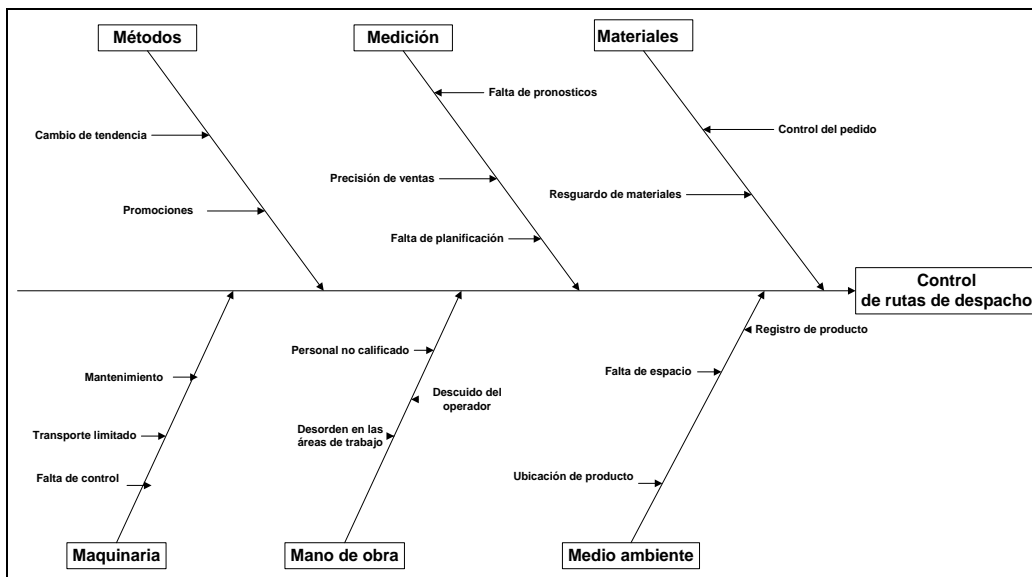 Métodos
Medición
Materiales
Falta de pronosticos
Cambio de tendencia
Control del pedido
Precisión de ventas
Resguardo de materiales
Promociones
Falta de planificación
Control
de rutas de despacho
Registro de producto
Personal no calificado
Mantenimiento
Falta de espacio
Descuido del
operador
Transporte limitado
Desorden en las
áreas de trabajo
Falta de control
Ubicación de producto
Maquinaria
Mano de obra
Medio ambiente